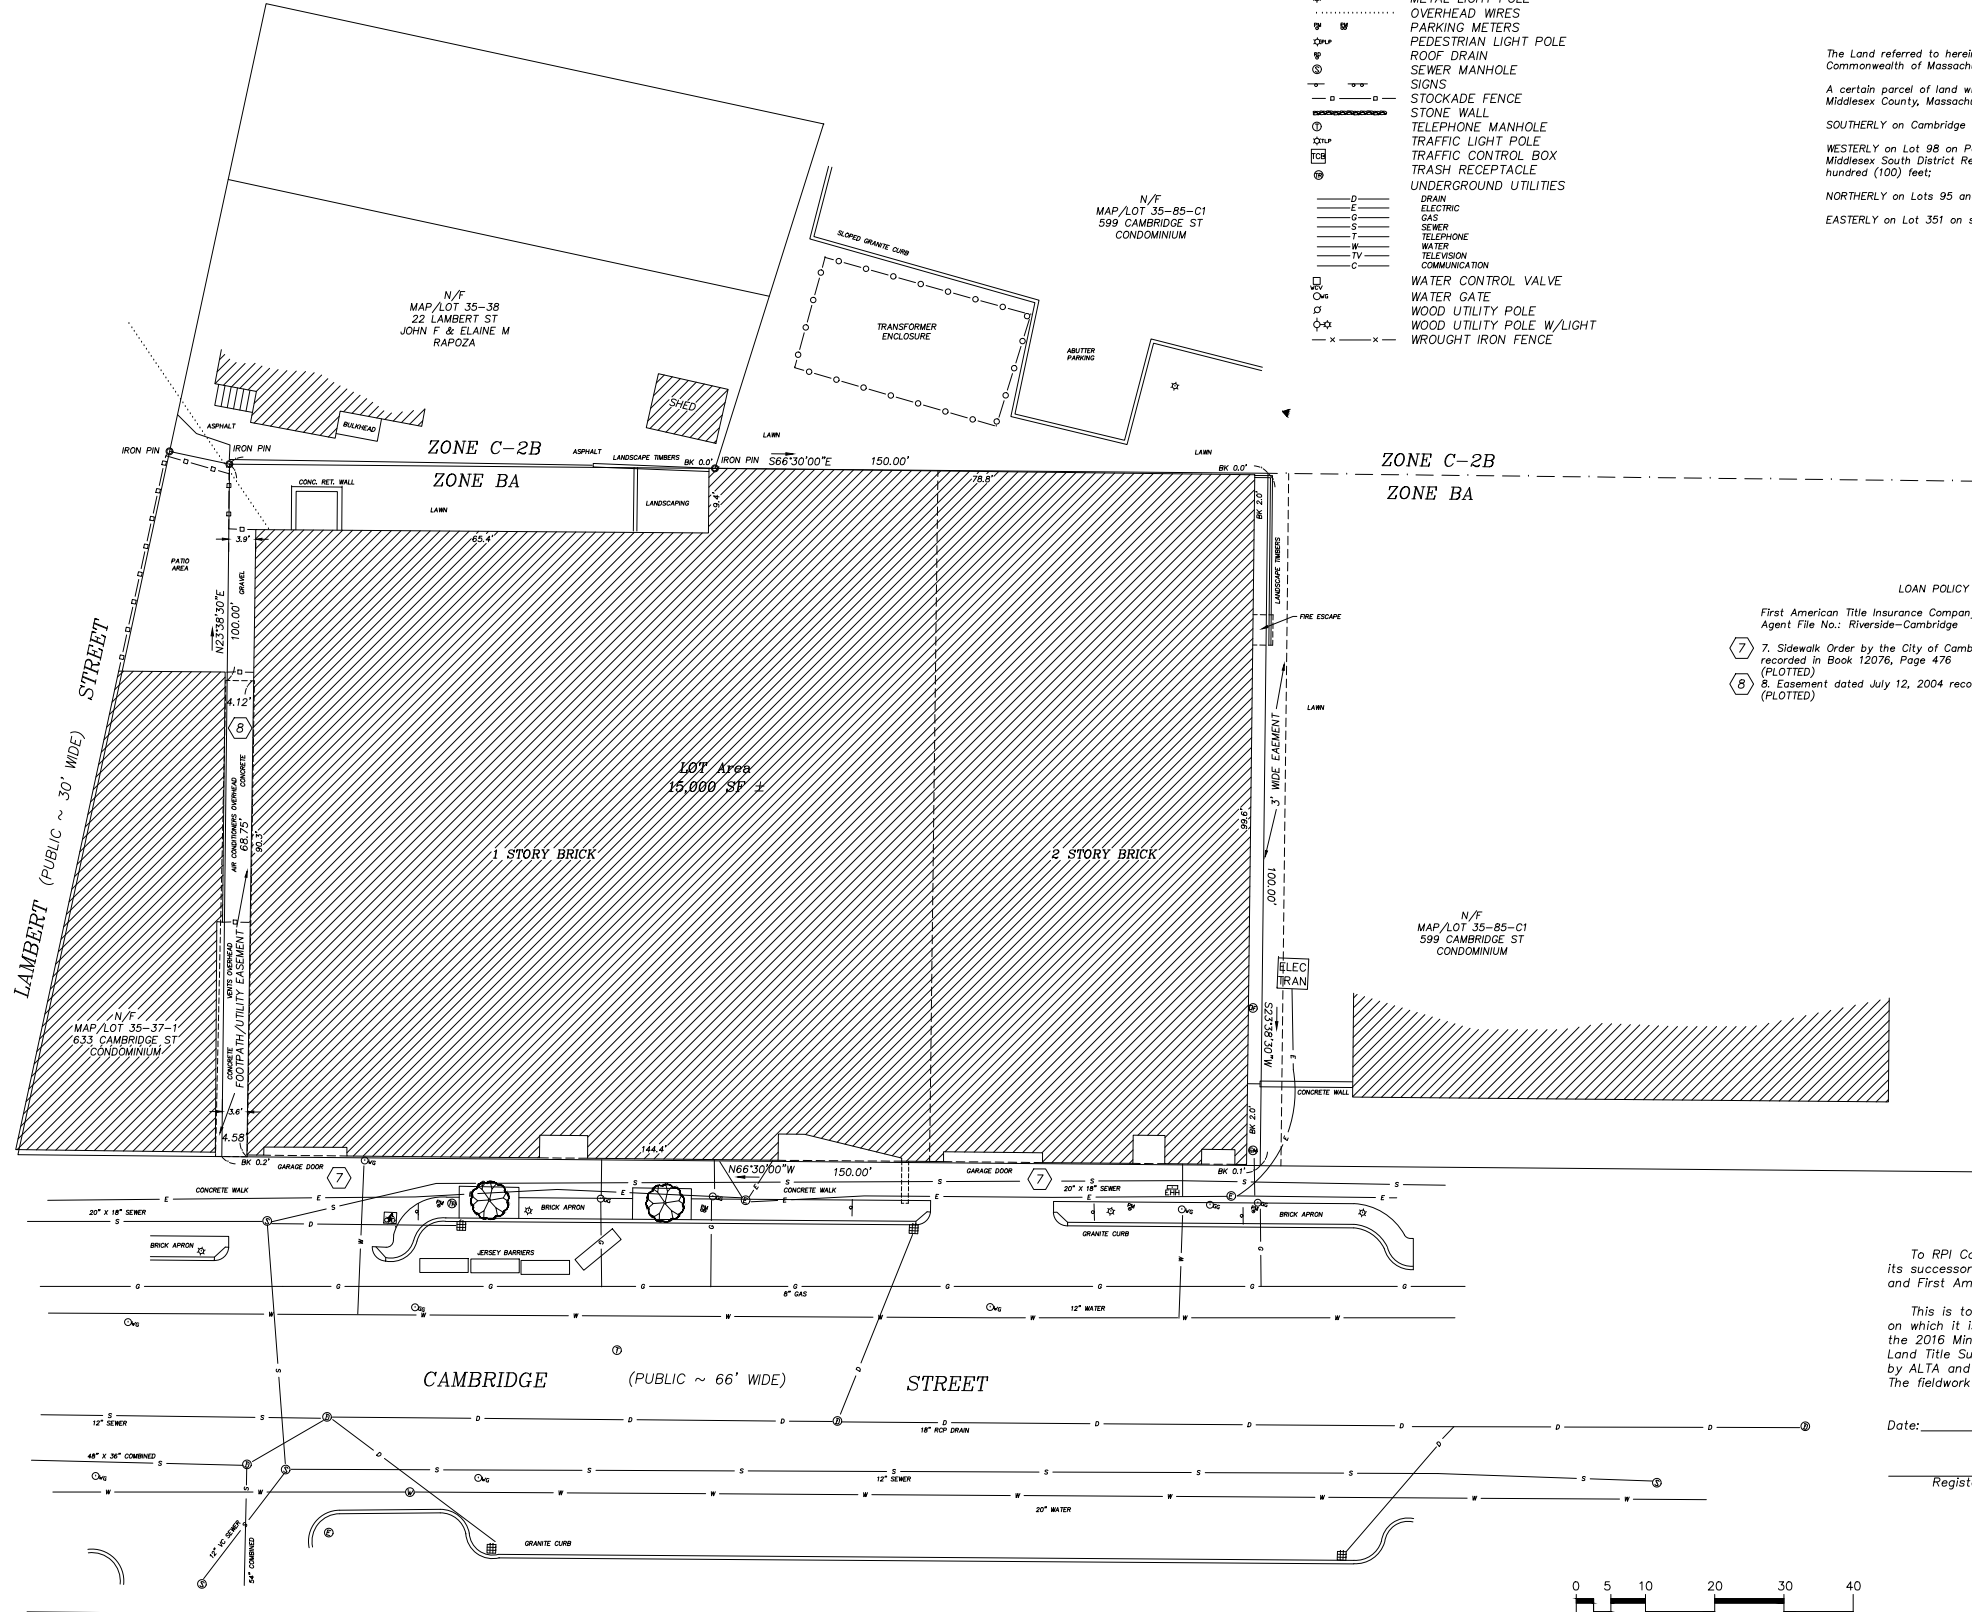 METAL LIGHT POLE
OVERHEAD WIRES
PARKING METERS
PEDESTRIAN LIGHT POLE
ROOF DRAIN
SEWER MANHOLE
SIGNS
STOCKADE FENCE
STONE WALL
TELEPHONE MANHOLE
TRAFFIC LIGHT POLE
TCB TRAFFIC CONTROL BOX
TR TRASH RECEPTACLE
UNDERGROUND UTILITIES
D DRAIN
E ELECTRIC
G GAS
S SEWER
T TELEPHONE
W WATER
TV TELEVISION
C COMMUNICATION
WCV WATER CONTROL VALVE
WG WATER GATE
WOOD UTILITY POLE
WOOD UTILITY POLE W/LIGHT
WROUGHT IRON FENCE
The Land referred to herei
Commonwealth of Massach
A certain parcel of land w
Middlesex County, Massach
SOUTHERLY on Cambridge
WESTERLY on Lot 98 on P
Middlesex South District Re
hundred (100) feet;
NORTHERLY on Lots 95 an
EASTERLY on Lot 351 on s
N/F
MAP/LOT 35-85-C1
599 CAMBRIDGE ST
CONDOMINIUM
SLOPED GRANITE CURB
TRANSFORMER
ENCLOSURE
ABUTTER
PARKING
N/F
MAP/LOT 35-38
22 LAMBERT ST
JOHN F & ELAINE M
RAPOZA
SHED
BULKHEAD
ASPHALT
IRON PIN
IRON PIN
ZONE C-2B
ASPHALT
LANDSCAPE TIMBERS
BK 0.0'
IRON PIN
LAWN
S66°30'00"E
150.00'
LAWN
BK 0.0'
ZONE C-2B
ZONE BA
ZONE BA
CONC. RET. WALL
LAWN
LANDSCAPING
9.4'
78.8'
BK 2.0'
LANDSCAPE TIMBERS
3.9'
65.4'
PATIO
AREA
GRAVEL
N23°38'30"E
100.00'
FIRE ESCAPE
LAWN
4.12'
8
LAMBERT (PUBLIC ~ 30' WIDE) STREET
AIR CONDITIONERS OVERHEAD
CONCRETE
68.75'
90.3'
LOT Area
15,000 SF ±
1 STORY BRICK
2 STORY BRICK
99.6'
3' WIDE EAEMENT
100.00'
S23°38'30"W
LOAN POLICY
First American Title Insurance Compan
Agent File No.: Riverside-Cambridge
7 7. Sidewalk Order by the City of Camb
recorded in Book 12076, Page 476
(PLOTTED)
8 8. Easement dated July 12, 2004 reco
(PLOTTED)
N/F
MAP/LOT 35-85-C1
599 CAMBRIDGE ST
CONDOMINIUM
ELEC
TRAN
N/F
MAP/LOT 35-37-1
633 CAMBRIDGE ST
CONDOMINIUM
VENTS OVERHEAD
CONCRETE
FOOTPATH/UTILITY EASEMENT
3.6'
4.58'
BK 0.2'
CONCRETE WALL
BK 2.0'
BK 0.1'
GARAGE DOOR
7
144.4'
N66°30'00"W
150.00'
GARAGE DOOR
7
CONCRETE WALK
CONCRETE WALK
20" X 18" SEWER
EHH
20" X 18" SEWER
BRICK APRON
BRICK APRON
BRICK APRON
GRANITE CURB
JERSEY BARRIERS
8" GAS
12" WATER
CAMBRIDGE (PUBLIC ~ 66' WIDE) STREET
12" SEWER
18" RCP DRAIN
48" X 36" COMBINED
12" SEWER
20" WATER
12" VC SEWER
54" COMBINED
GRANITE CURB
To RPI Co
its successor
and First Am
This is to
on which it i
the 2016 Min
Land Title Su
by ALTA and
The fieldwork
Date:
Registe
0 5 10 20 30 40